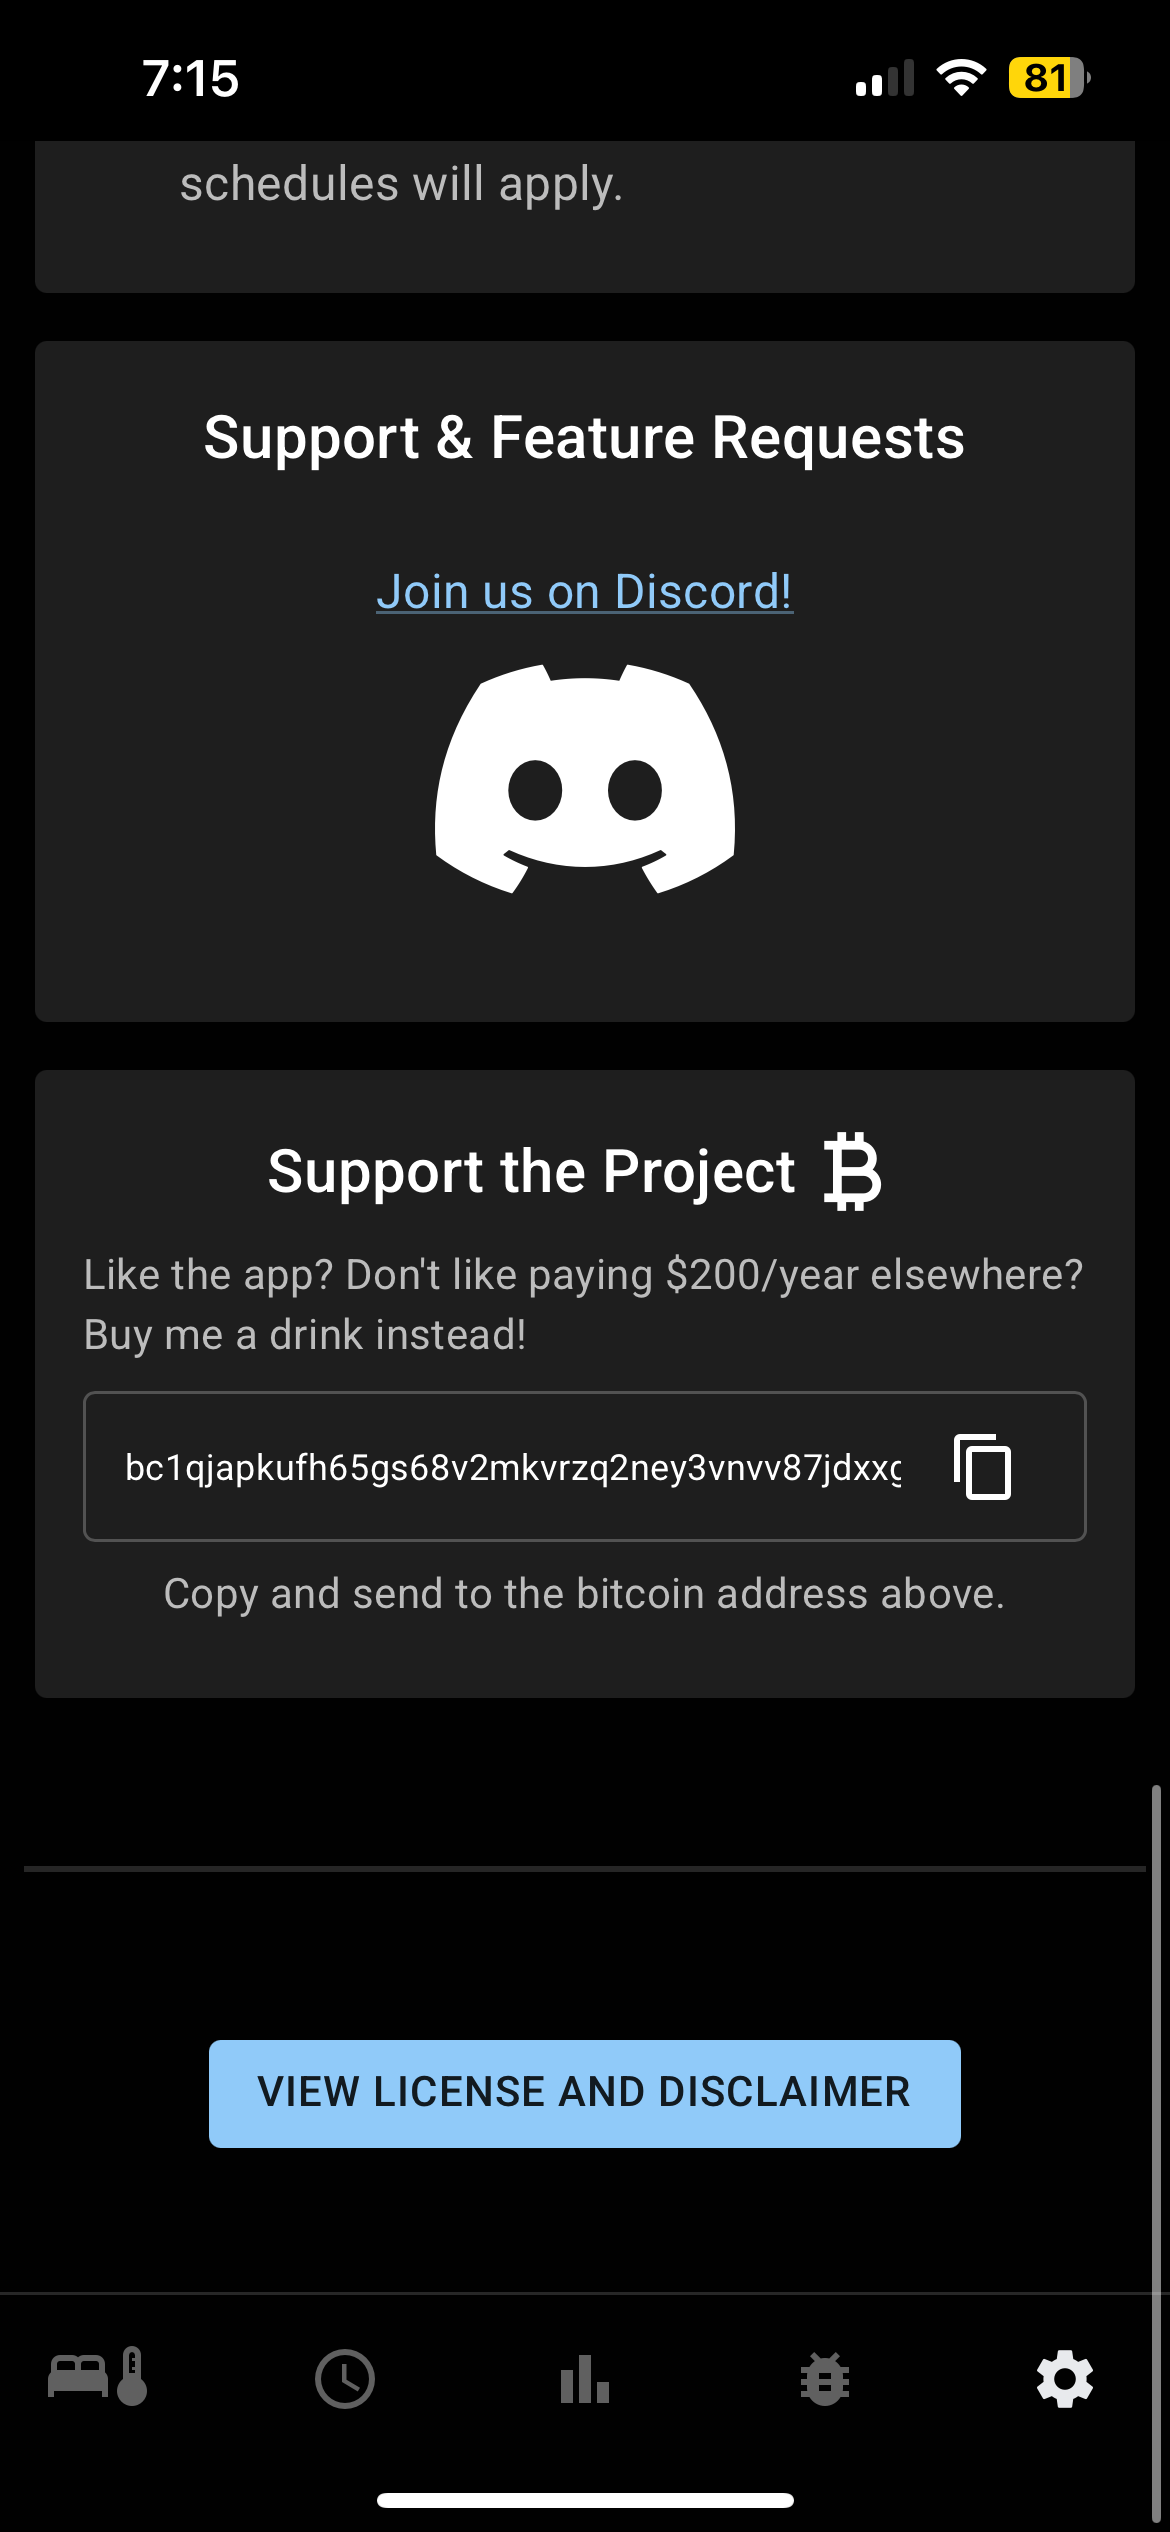 7:15
81
schedules will apply.
Support & Feature Requests
Join us on Discord!
Support the Project
Like the app? Don't like paying $200/year elsewhere?
Buy me a drink instead!
bc1qjapkufh65gs68v2mkvrzq2ney3vnvv87jdxx
Copy and send to the bitcoin address above.
VIEW LICENSE AND DISCLAIMER